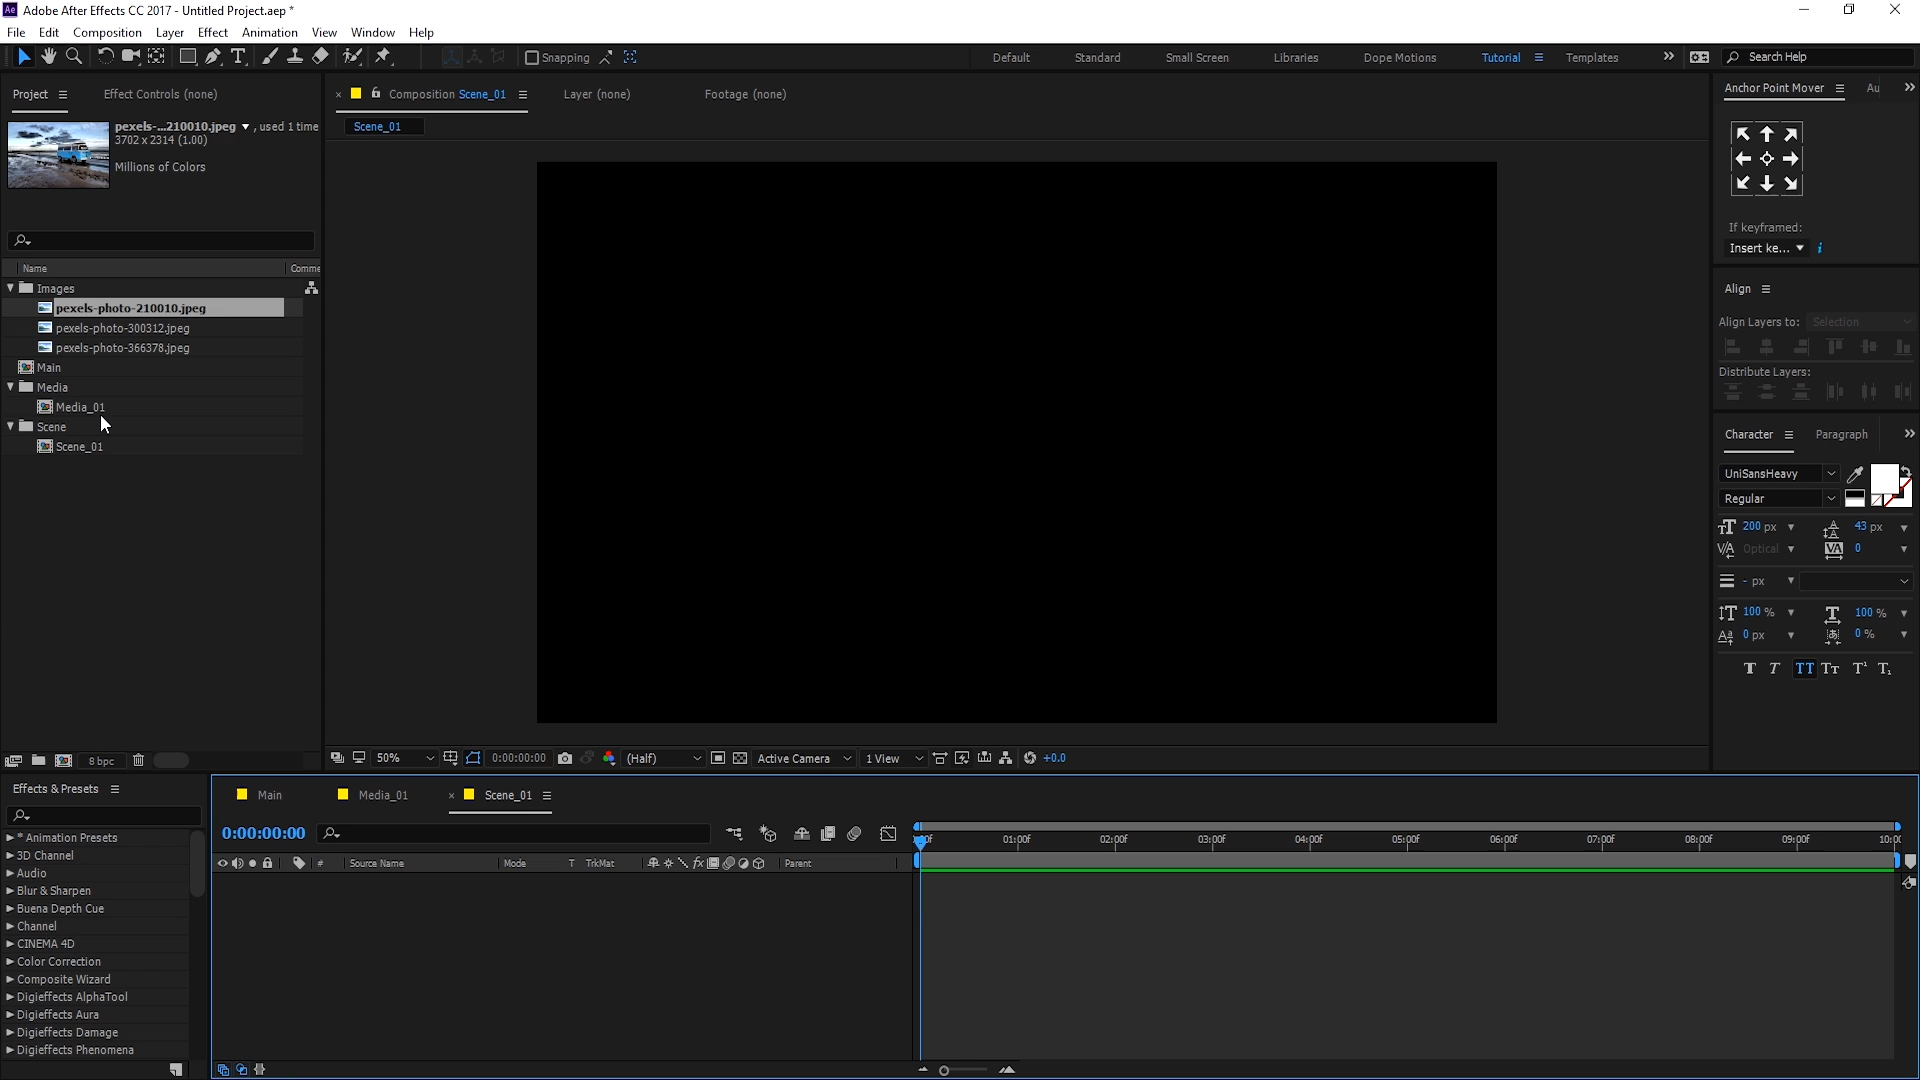 Ae Adobe After Effects CC 2017 - Untitled Project.aep *
File Edit Composition Layer Effect Animation View Window Help
Snapping Default Standard Small Screen Libraries Dope Motions Tutorial Templates Search Help
Project Effect Controls (none) Composition Scene_01 Layer (none) Footage (none) Anchor Point Mover Au
pexels-...210010.jpeg , used 1 time
3702 x 2314 (1.00)
Millions of Colors
Scene_01
If keyframed:
Insert ke...
Name Comme
Images
pexels-photo-210010.jpeg
pexels-photo-300312.jpeg
pexels-photo-366378.jpeg
Main
Media
Media_01
Scene
Scene_01
Align
Align Layers to: Selection
Distribute Layers:
Character Paragraph
UniSansHeavy
Regular
200 px 43 px
Optical 0
- px
100 % 100 %
0 px 0 %
8 bpc
50% 0:00:00:00 (Half) Active Camera 1 View +0.0
Effects & Presets
* Animation Presets
3D Channel
Audio
Blur & Sharpen
Buena Depth Cue
Channel
CINEMA 4D
Color Correction
Composite Wizard
Digieffects AlphaTool
Digieffects Aura
Digieffects Damage
Digieffects Phenomena
Main Media_01 Scene_01
0:00:00:00
01:00f 02:00f 03:00f 04:00f 05:00f 06:00f 07:00f 08:00f 09:00f 10:00
# Source Name Mode T TrkMat Parent